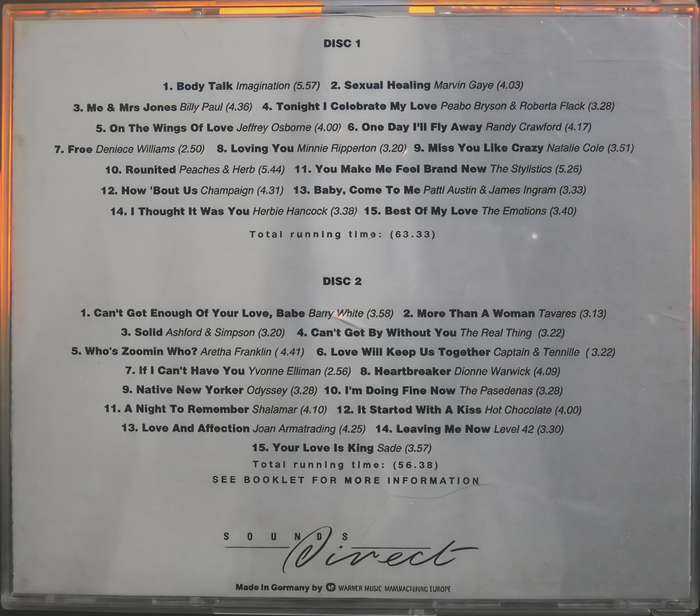 DISC 1
1. Body Talk Imagination (5.57) 2. Sexual Healing Marvin Gaye (4.03)
3. Me & Mrs Jones Billy Paul (4.36) 4. Tonight I Celebrate My Love Peabo Bryson & Roberta Flack (3.28)
5. On The Wings Of Love Jeffrey Osborne (4.00) 6. One Day I'll Fly Away Randy Crawford (4.17)
7. Free Deniece Williams (2.50) 8. Loving You Minnie Ripperton (3.20) 9. Miss You Like Crazy Natalie Cole (3.51)
10. Rounited Peaches & Herb (5.44) 11. You Make Me Feel Brand New The Stylistics (5.26)
12. How 'Bout Us Champaign (4.31) 13. Baby, Come To Me Patti Austin & James Ingram (3.33)
14. I Thought It Was You Herbie Hancock (3.38) 15. Best Of My Love The Emotions (3.40)
Total running time: (63.33)
DISC 2
1. Can't Get Enough Of Your Love, Babe Barry White (3.58) 2. More Than A Woman Tavares (3.13)
3. Solid Ashford & Simpson (3.20) 4. Can't Get By Without You The Real Thing (3.22)
5. Who's Zoomin Who? Aretha Franklin ( 4.41) 6. Love Will Keep Us Together Captain & Tennille ( 3.22)
7. If I Can't Have You Yvonne Elliman (2.56) 8. Heartbreaker Dionne Warwick (4.09)
9. Native New Yorker Odyssey (3.28) 10. I'm Doing Fine Now The Pasedenas (3.28)
11. A Night To Remember Shalamar (4.10) 12. It Started With A Kiss Hot Chocolate (4.00)
13. Love And Affection Joan Armatrading (4.25) 14. Leaving Me Now Level 42 (3.30)
15. Your Love Is King Sade (3.57)
Total running time: (56.38)
SEE BOOKLET FOR MORE INFORMATION
SOUNDS
Direct
Made in Germany by WARNER MUSIC MANUFACTURING EUROPE